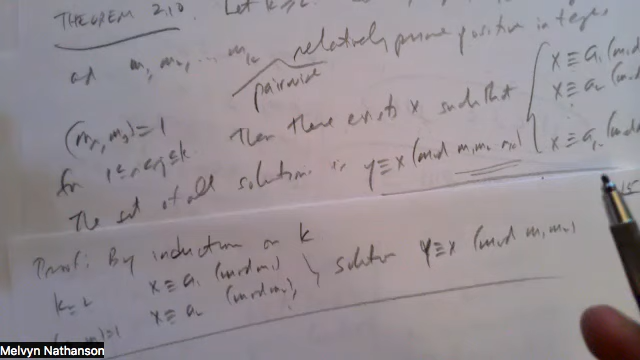 THEOREM 2.10 Let k ≥ 2
and m₁, m₂, ... mₖ relatively prime positive integers
pairwise
(mᵢ, mⱼ) = 1
for 1 ≤ i < j ≤ k Then there exists x such that
x ≡ a₁ (mod
x ≡ a₂ (mod
⋮
x ≡ aₖ (mod
The set of all solutions is y ≡ x (mod m₁m₂ ... mₖ)
Proof: By induction on k
k = 2 x ≡ a₁ (mod m₁)
x ≡ a₂ (mod m₂) } solution y ≡ x (mod m₁m₂)
Melvyn Nathanson